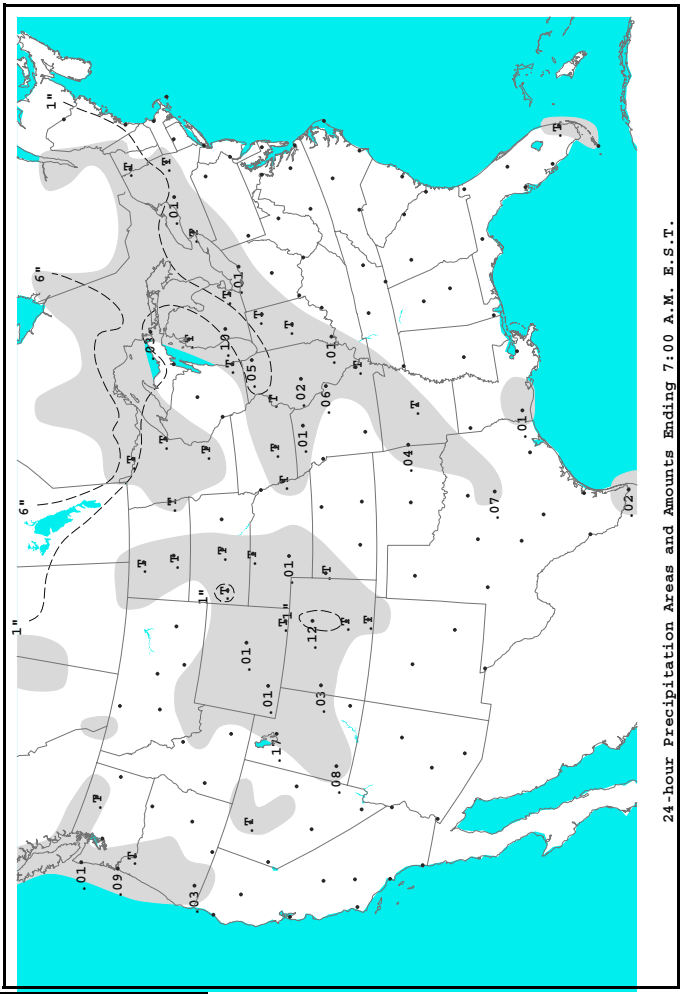 1"
6"
6"
1"
.01
T
.09
T
T
T
T
.03
T
T
T
T
.01
T
T
.03
1"
T
T
T
.10
T
T
.01
.01
T
T
.05
T
.01
T
.17
T
T
T
1"
.01
T
.02
.01
.12
.03
.06
T
.01
.08
T
T
T
.04
T
.07
.01
T
.02
24-hour Precipitation Areas and Amounts Ending 7:00 A.M. E.S.T.